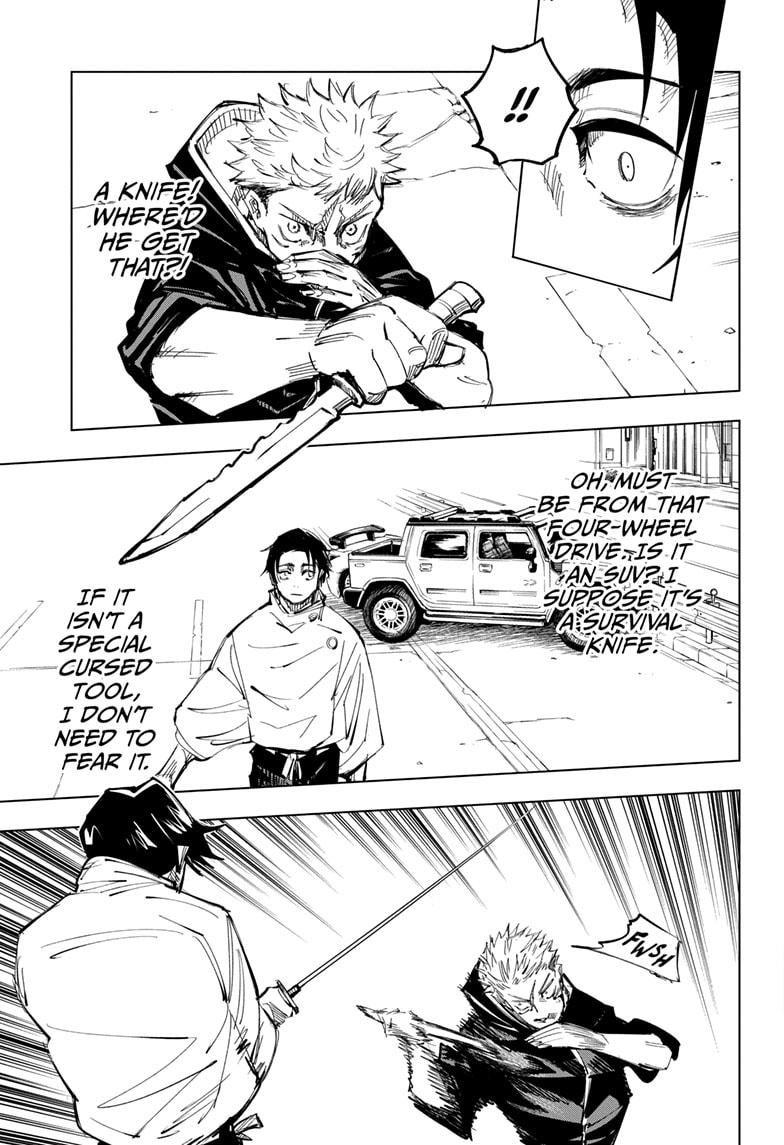 !!
A KNIFE!
WHERE'D
HE GET
THAT?!
OH, MUST
BE FROM THAT
FOUR-WHEEL
DRIVE. IS IT
AN SUV? I
SUPPOSE IT'S
A SURVIVAL
KNIFE.
IF IT
ISN'T A
SPECIAL
CURSED
TOOL,
I DON'T
NEED TO
FEAR IT.
FWSH